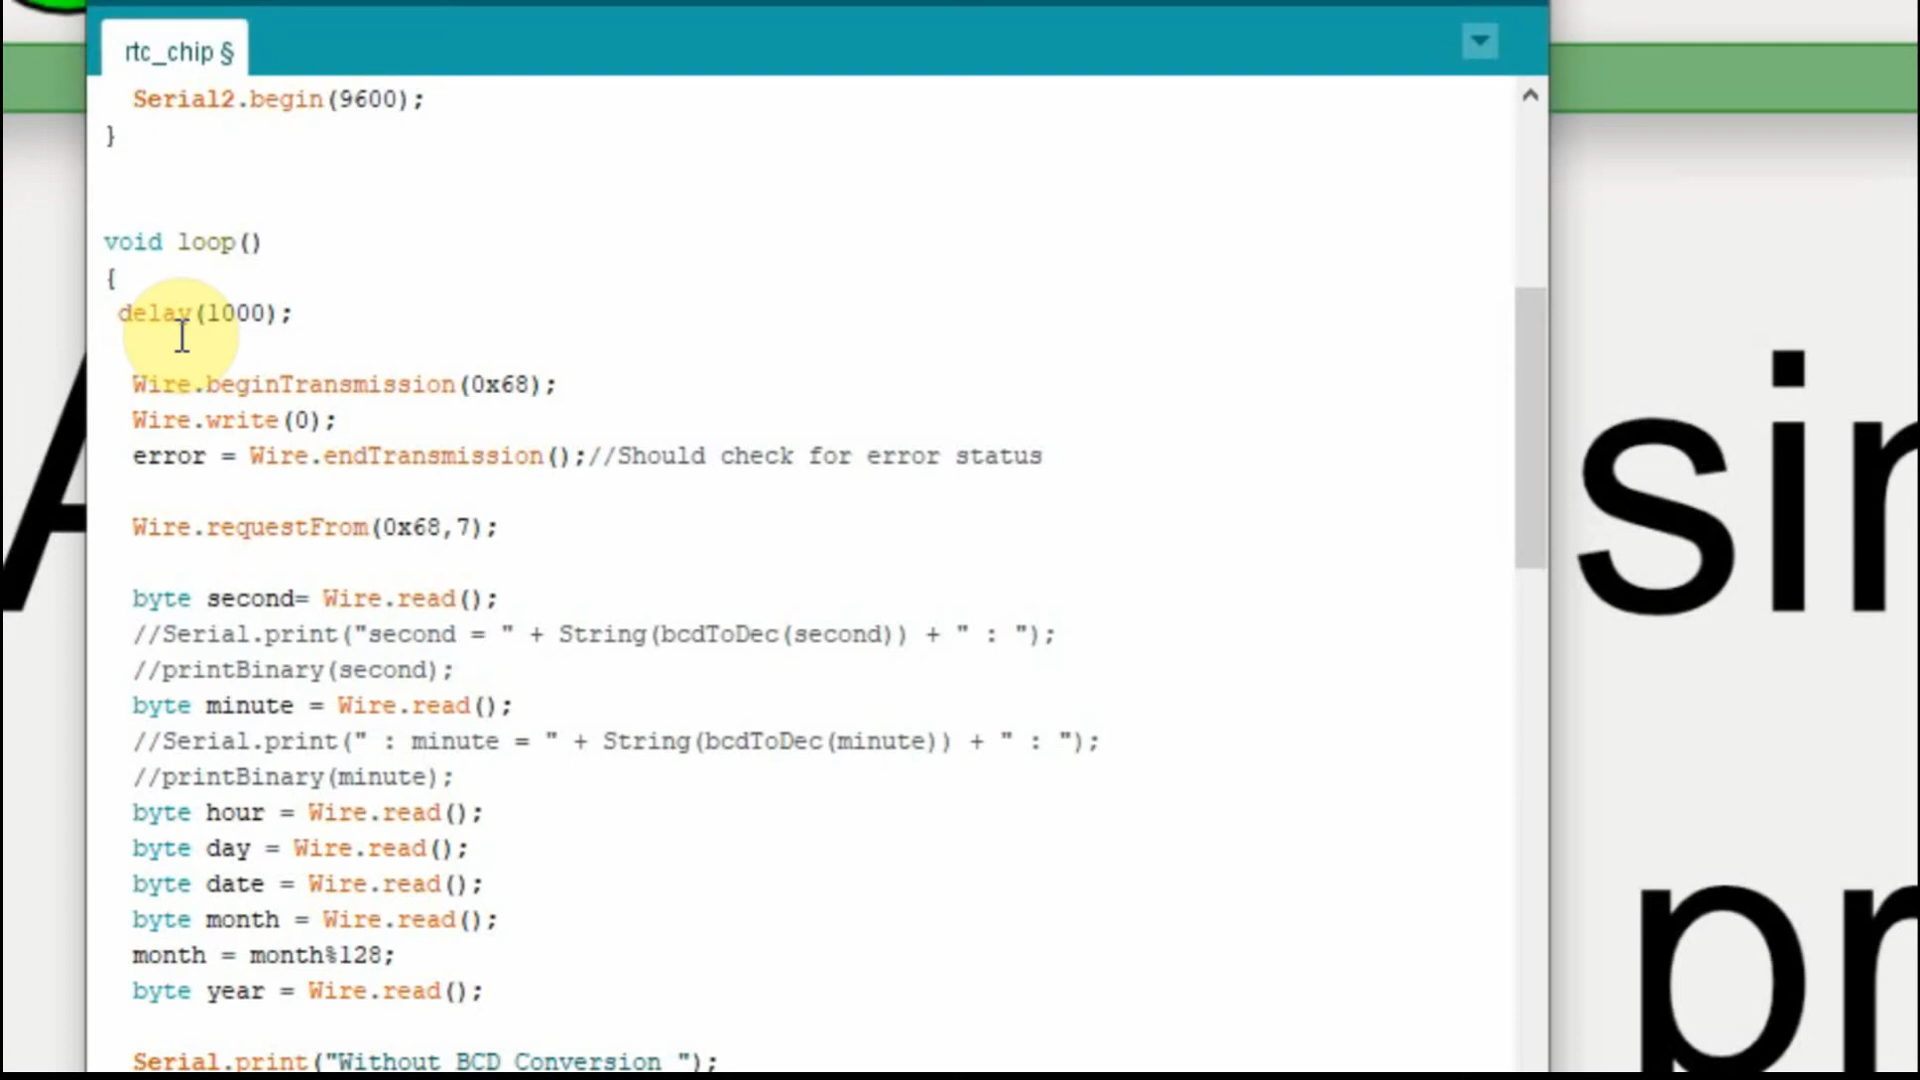 rtc_chip §
Serial2.begin(9600);
}
void loop()
{
delay(1000);
Wire.beginTransmission(0x68);
Wire.write(0);
error = Wire.endTransmission();//Should check for error status
Wire.requestFrom(0x68,7);
byte second= Wire.read();
//Serial.print("second = " + String(bcdToDec(second)) + " : ");
//printBinary(second);
byte minute = Wire.read();
//Serial.print(" : minute = " + String(bcdToDec(minute)) + " : ");
//printBinary(minute);
byte hour = Wire.read();
byte day = Wire.read();
byte date = Wire.read();
byte month = Wire.read();
month = month%128;
byte year = Wire.read();
Serial.print("Without BCD Conversion ");